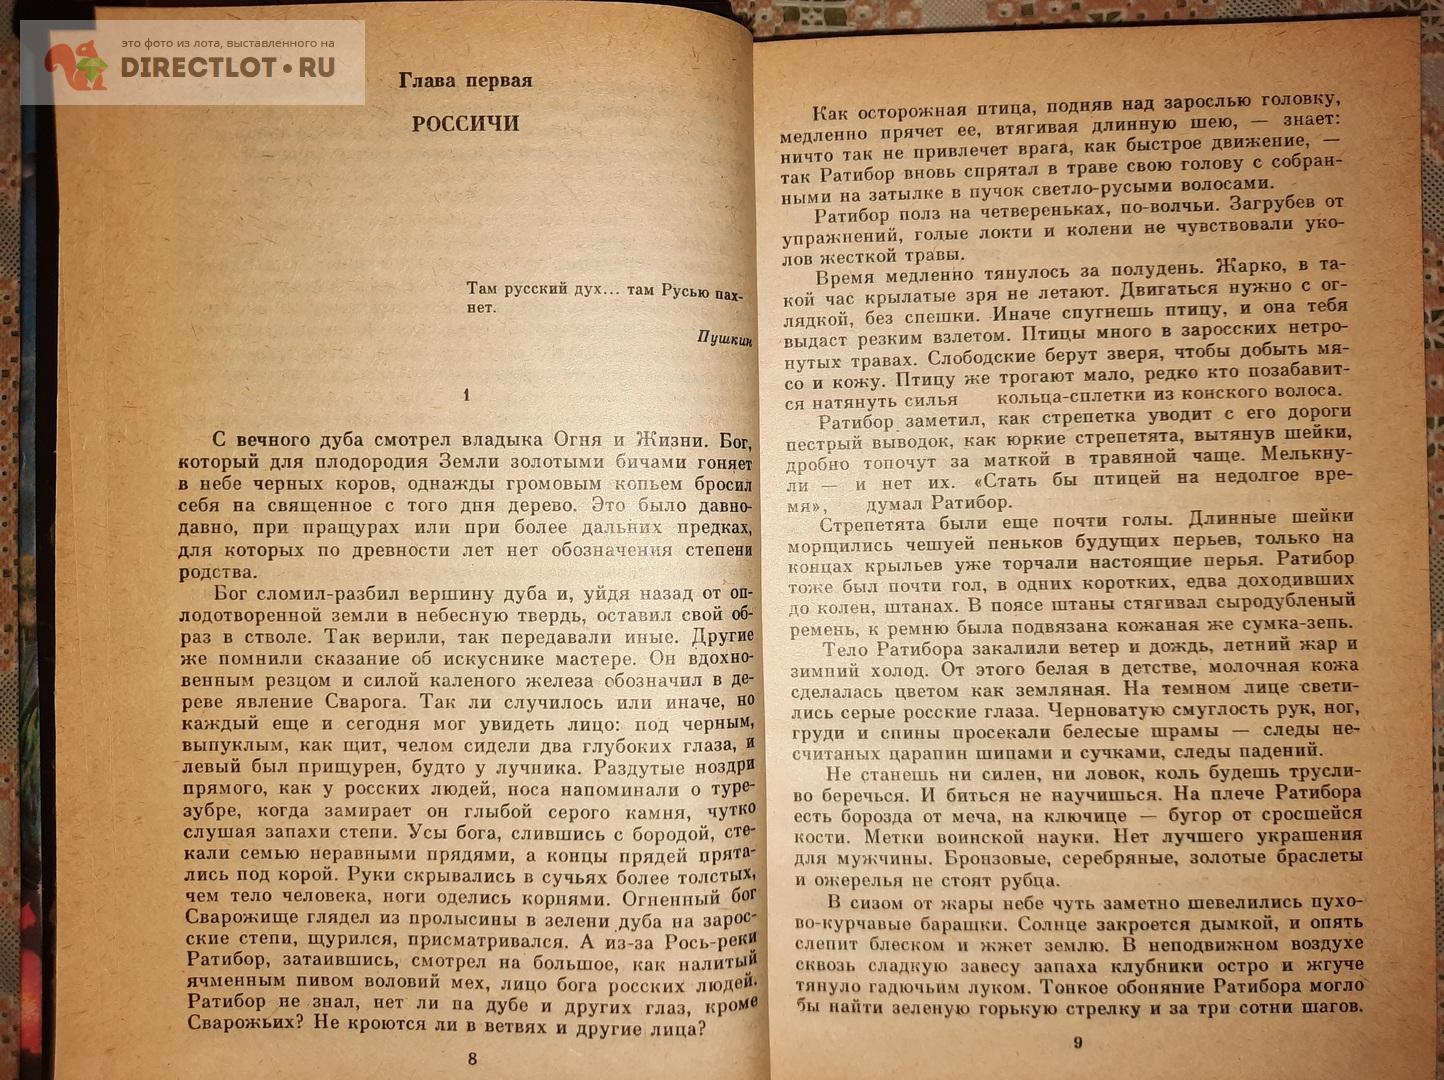 это фото из лота, выставленного на
DIRECTLOT•RU
Глава первая
РОССИЧИ
Там русский дух... там Русью пах-
нет.
Пушкин
1
С вечного дуба смотрел владыка Огня и Жизни. Бог,
который для плодородия Земли золотыми бичами гоняет
в небе черных коров, однажды громовым копьем бросил
себя на священное с того дня дерево. Это было давно-
давно, при пращурах или при более дальних предках,
для которых по древности лет нет обозначения степени
родства.
Бог сломил-разбил вершину дуба и, уйдя назад от оп-
лодотворенной земли в небесную твердь, оставил свой об-
раз в стволе. Так верили, так передавали иные. Другие
же помнили сказание об искуснике мастере. Он вдохно-
венным резцом и силой каленого железа обозначил в де-
реве явление Сварога. Так ли случилось или иначе, но
каждый еще и сегодня мог увидеть лицо: под черным,
выпуклым, как щит, челом сидели два глубоких глаза, и
левый был прищурен, будто у лучника. Раздутые ноздри
прямого, как у росских людей, носа напоминали о туре-
зубре, когда замирает он глыбой серого камня, чутко
слушая запахи степи. Усы бога, слившись с бородой, сте-
кали семью неравными прядями, а концы прядей прята-
лись под корой. Руки скрывались в сучьях более толстых,
чем тело человека, ноги оделись корнями. Огненный бог
Сварожище глядел из пролысины в зелени дуба на зарос-
ские степи, щурился, присматривался. А из-за Рось-реки
Ратибор, затаившись, смотрел на большое, как налитый
ячменным пивом воловий мех, лицо бога росских людей.
Ратибор не знал, нет ли на дубе и других глаз, кроме
Сварожьих? Не кроются ли в ветвях и другие лица?
8
Как осторожная птица, подняв над зарослью головку,
медленно прячет ее, втягивая длинную шею, — знает:
ничто так не привлечет врага, как быстрое движение, —
так Ратибор вновь спрятал в траве свою голову с собран-
ными на затылке в пучок светло-русыми волосами.
Ратибор полз на четвереньках, по-волчьи. Загрубев от
упражнений, голые локти и колени не чувствовали уко-
лов жесткой травы.
Время медленно тянулось за полудень. Жарко, в та-
кой час крылатые зря не летают. Двигаться нужно с ог-
лядкой, без спешки. Иначе спугнешь птицу, и она тебя
выдаст резким взлетом. Птицы много в заросских нетро-
нутых травах. Слободские берут зверя, чтобы добыть мя-
со и кожу. Птицу же трогают мало, редко кто позабавит-
ся натянуть силья кольца-сплетки из конского волоса.
Ратибор заметил, как стрепетка уводит с его дороги
пестрый выводок, как юркие стрепетята, вытянув шейки,
дробно топочут за маткой в травяной чаще. Мелькну-
ли — и нет их. «Стать бы птицей на недолгое вре-
мя», думал Ратибор.
Стрепетята были еще почти голы. Длинные шейки
морщились чешуей пеньков будущих перьев, только на
концах крыльев уже торчали настоящие перья. Ратибор
тоже был почти гол, в одних коротких, едва доходивших
до колен, штанах. В поясе штаны стягивал сыродубленый
ремень, к ремню была подвязана кожаная же сумка-зепь.
Тело Ратибора закалили ветер и дождь, летний жар и
зимний холод. От этого белая в детстве, молочная кожа
сделалась цветом как земляная. На темном лице свети-
лись серые росские глаза. Черноватую смуглость рук, ног,
груди и спины просекали белесые шрамы — следы не-
считаных царапин шипами и сучками, следы падений.
Не станешь ни силен, ни ловок, коль будешь трусли-
во беречься. И биться не научишься. На плече Ратибора
есть борозда от меча, на ключице — бугор от сросшейся
кости. Метки воинской науки. Нет лучшего украшения
для мужчины. Бронзовые, серебряные, золотые браслеты
и ожерелья не стоят рубца.
В сизом от жары небе чуть заметно шевелились пухо-
во-курчавые барашки. Солнце закроется дымкой, и опять
слепит блеском и жжет землю. В неподвижном воздухе
сквозь сладкую завесу запаха клубники остро и жгуче
тянуло гадючьим луком. Тонкое обоняние Ратибора могло
бы найти зеленую горькую стрелку и за три сотни шагов.
9